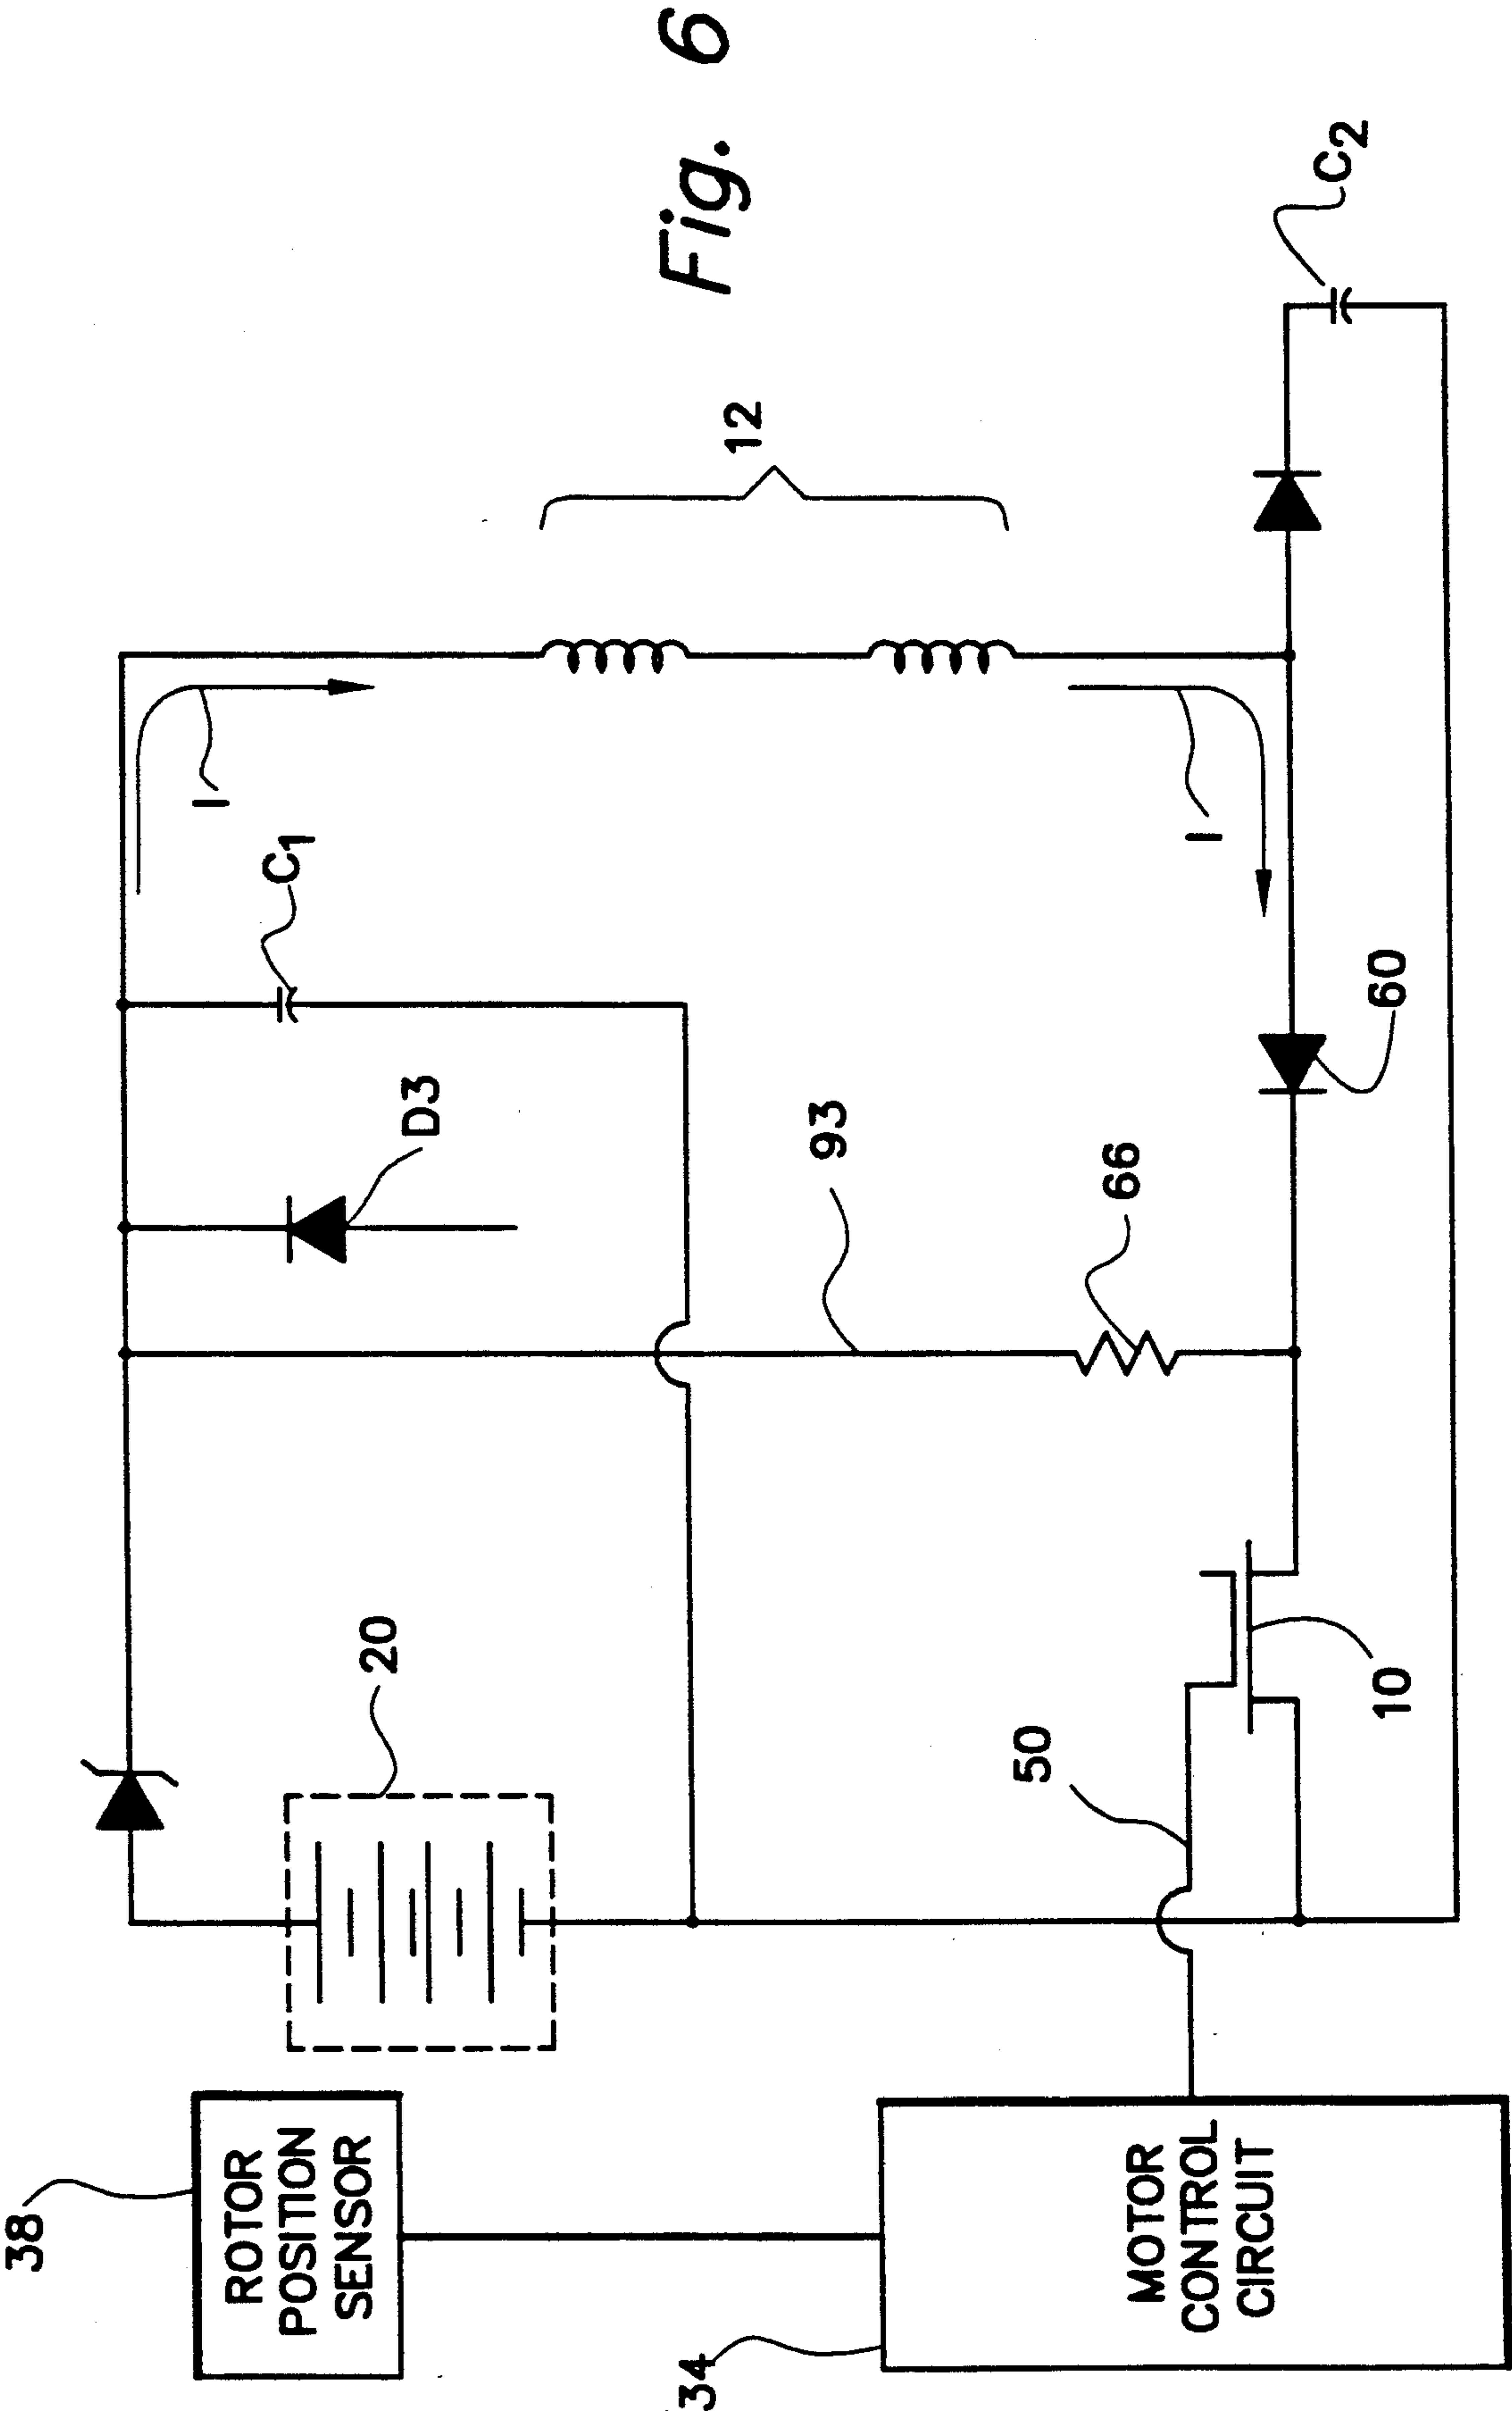 38
ROTOR
POSITION
SENSOR
34
MOTOR
CONTROL
CIRCUIT
20
50
10
D3
93
66
60
C1
I
I
12
C2
Fig. 6